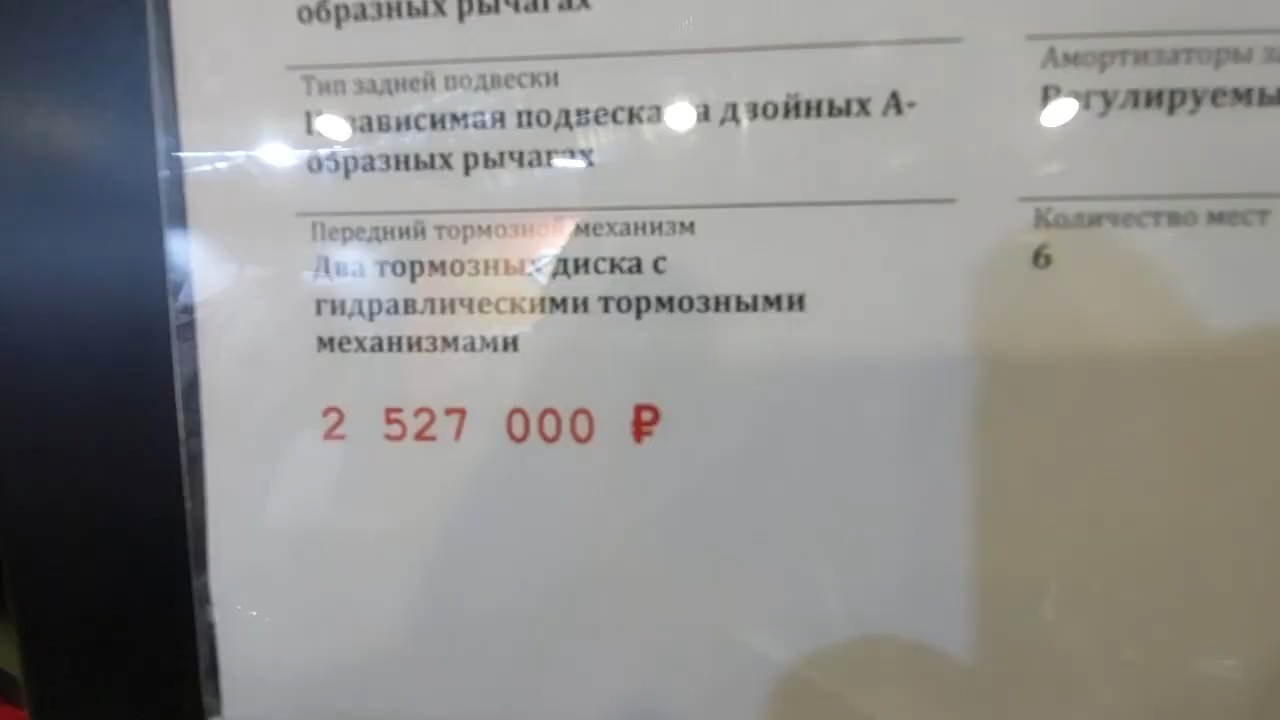 образных рычагах
Тип задней подвески
Независимая подвеска на двойных А-
образных рычагах
Амортизаторы
Регулируемы
Передний тормозной механизм
Два тормозных диска с
гидравлическими тормозными
механизмами
Количество мест
6
2 527 000 ₽